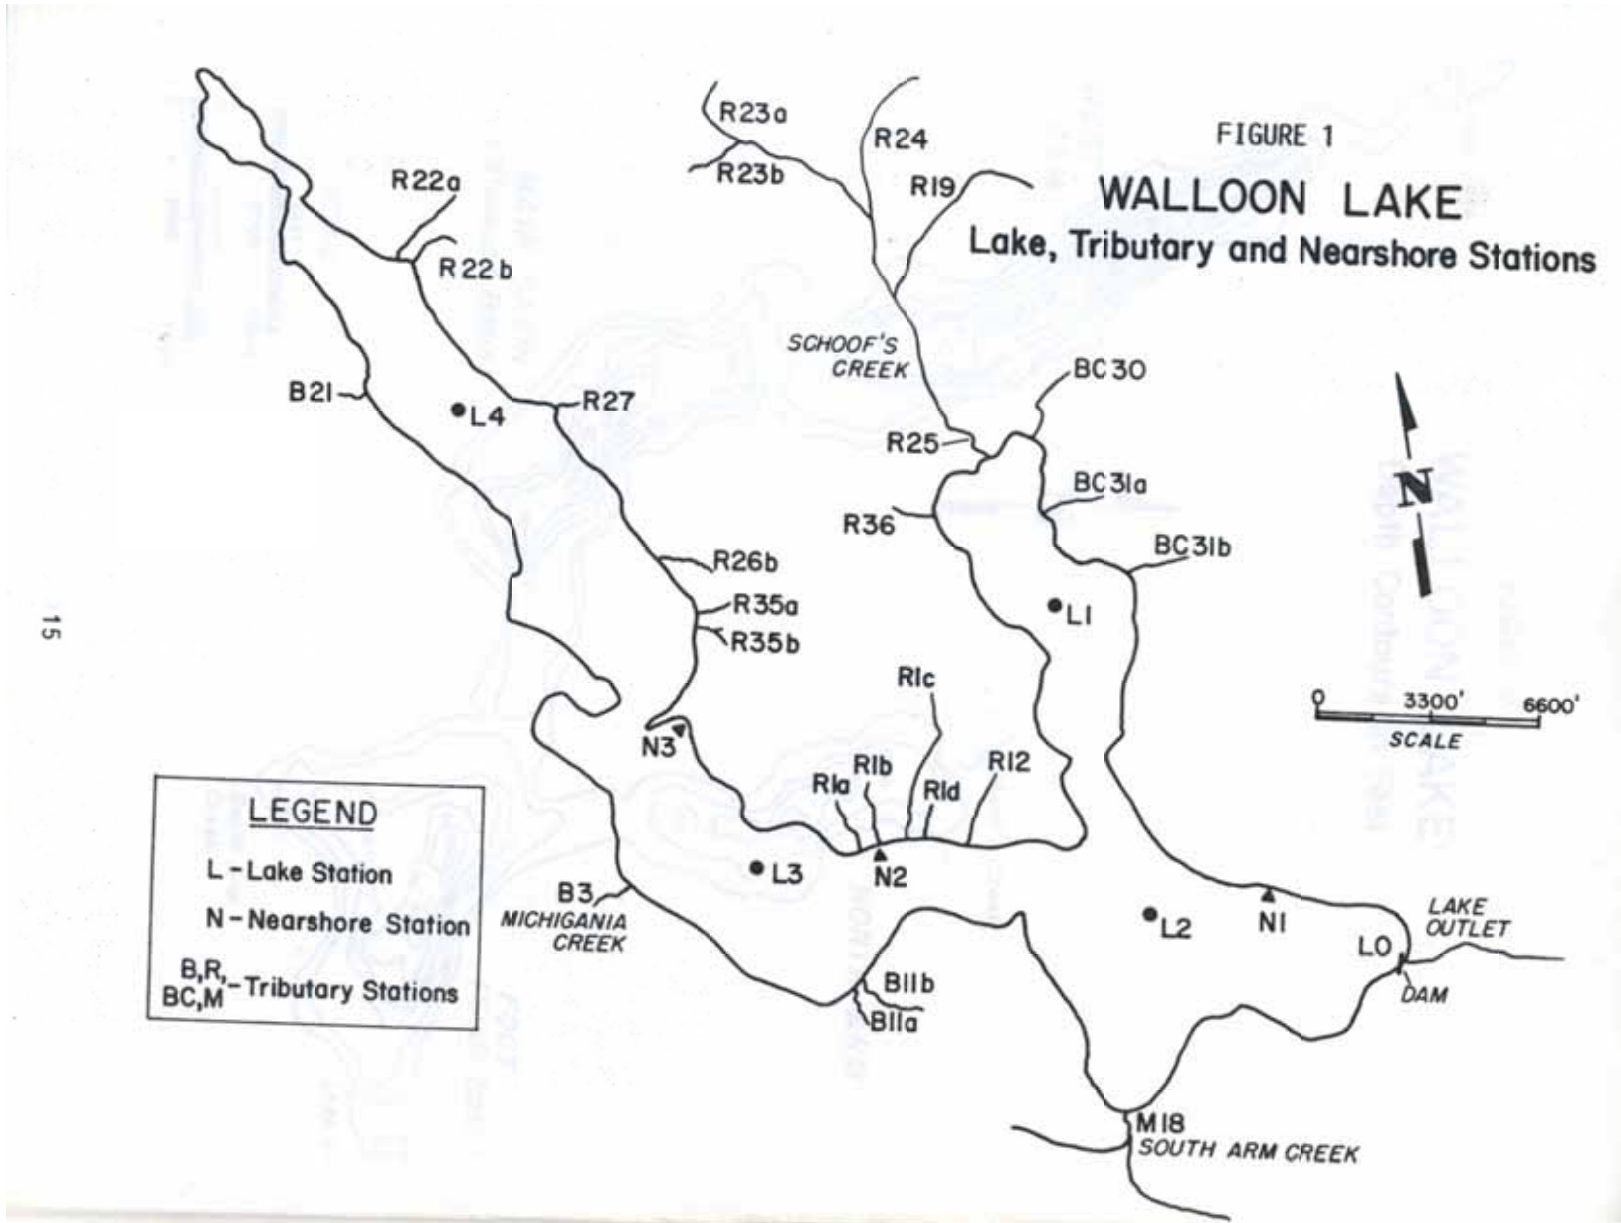 FIGURE 1
WALLOON LAKE
Lake, Tributary and Nearshore Stations
R23a
R24
R23b
R19
R22a
R22b
SCHOOF'S
CREEK
BC30
B21
L4
R27
R25
BC31a
R36
BC31b
N
R26b
R35a
L1
R35b
15
R1c
0 3300' 6600'
SCALE
N3
R1b
R12
R1a
R1d
LEGEND
L - Lake Station
N - Nearshore Station
B,R,
BC,M - Tributary Stations
L3
N2
B3
MICHIGANIA
CREEK
L2
N1
LAKE
OUTLET
LO
DAM
B11b
B11a
M18
SOUTH ARM CREEK